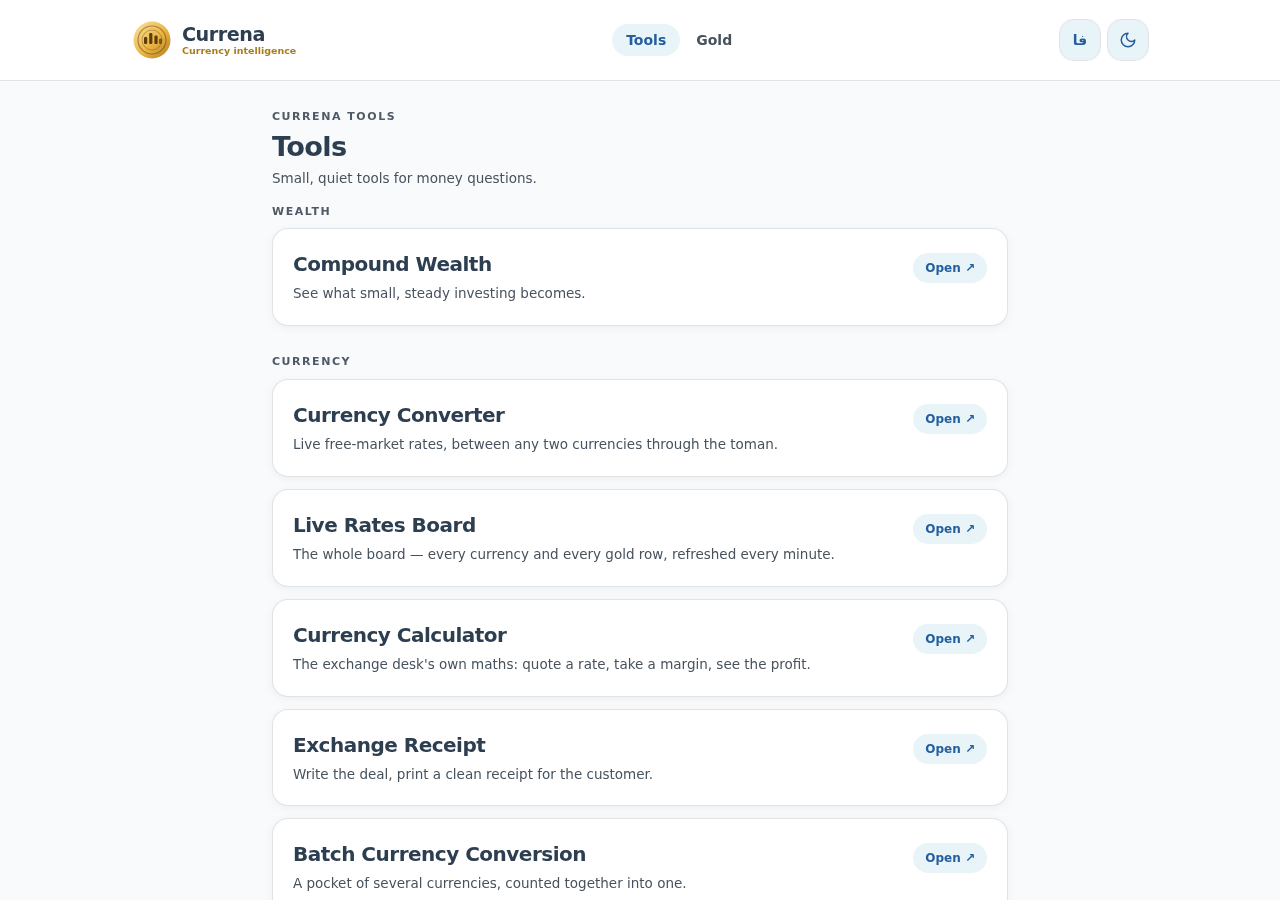 Currena
Currency intelligence
Tools
Gold
فا
CURRENA TOOLS
Tools
Small, quiet tools for money questions.
WEALTH
Compound Wealth
Open ↗
See what small, steady investing becomes.
CURRENCY
Currency Converter
Open ↗
Live free-market rates, between any two currencies through the toman.
Live Rates Board
Open ↗
The whole board — every currency and every gold row, refreshed every minute.
Currency Calculator
Open ↗
The exchange desk's own maths: quote a rate, take a margin, see the profit.
Exchange Receipt
Open ↗
Write the deal, print a clean receipt for the customer.
Batch Currency Conversion
Open ↗
A pocket of several currencies, counted together into one.